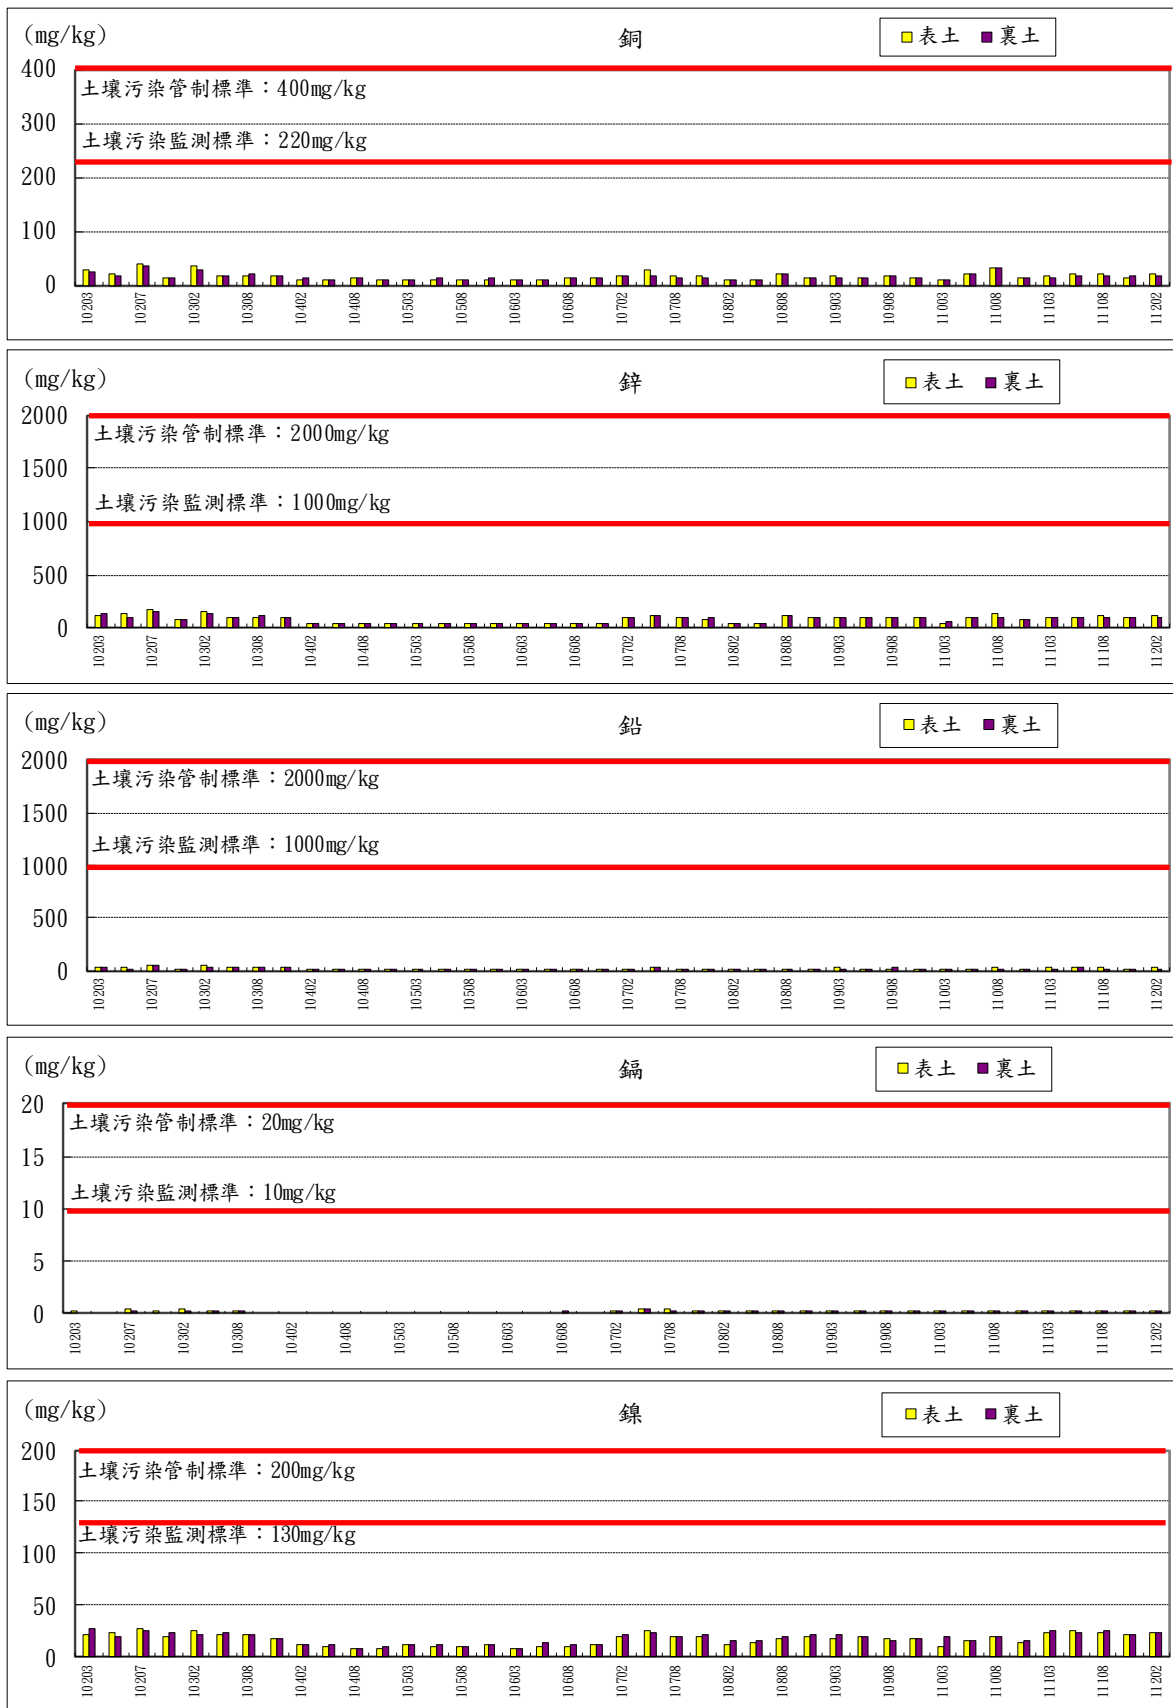 (mg/kg)
銅
表土 裏土
400
土壤污染管制標準：400mg/kg
300
土壤污染監測標準：220mg/kg
200
100
0
10203 10207 10302 10308 10402 10408 10503 10508 10603 10608 10702 10708 10802 10808 10903 10908 11003 11008 11103 11108 11202
(mg/kg)
鋅
表土 裏土
2000
土壤污染管制標準：2000mg/kg
1500
土壤污染監測標準：1000mg/kg
1000
500
0
10203 10207 10302 10308 10402 10408 10503 10508 10603 10608 10702 10708 10802 10808 10903 10908 11003 11008 11103 11108 11202
(mg/kg)
鉛
表土 裏土
2000
土壤污染管制標準：2000mg/kg
1500
土壤污染監測標準：1000mg/kg
1000
500
0
10203 10207 10302 10308 10402 10408 10503 10508 10603 10608 10702 10708 10802 10808 10903 10908 11003 11008 11103 11108 11202
(mg/kg)
鎘
表土 裏土
20
土壤污染管制標準：20mg/kg
15
土壤污染監測標準：10mg/kg
10
5
0
10203 10207 10302 10308 10402 10408 10503 10508 10603 10608 10702 10708 10802 10808 10903 10908 11003 11008 11103 11108 11202
(mg/kg)
鎳
表土 裏土
200
土壤污染管制標準：200mg/kg
150
土壤污染監測標準：130mg/kg
100
50
0
10203 10207 10302 10308 10402 10408 10503 10508 10603 10608 10702 10708 10802 10808 10903 10908 11003 11008 11103 11108 11202